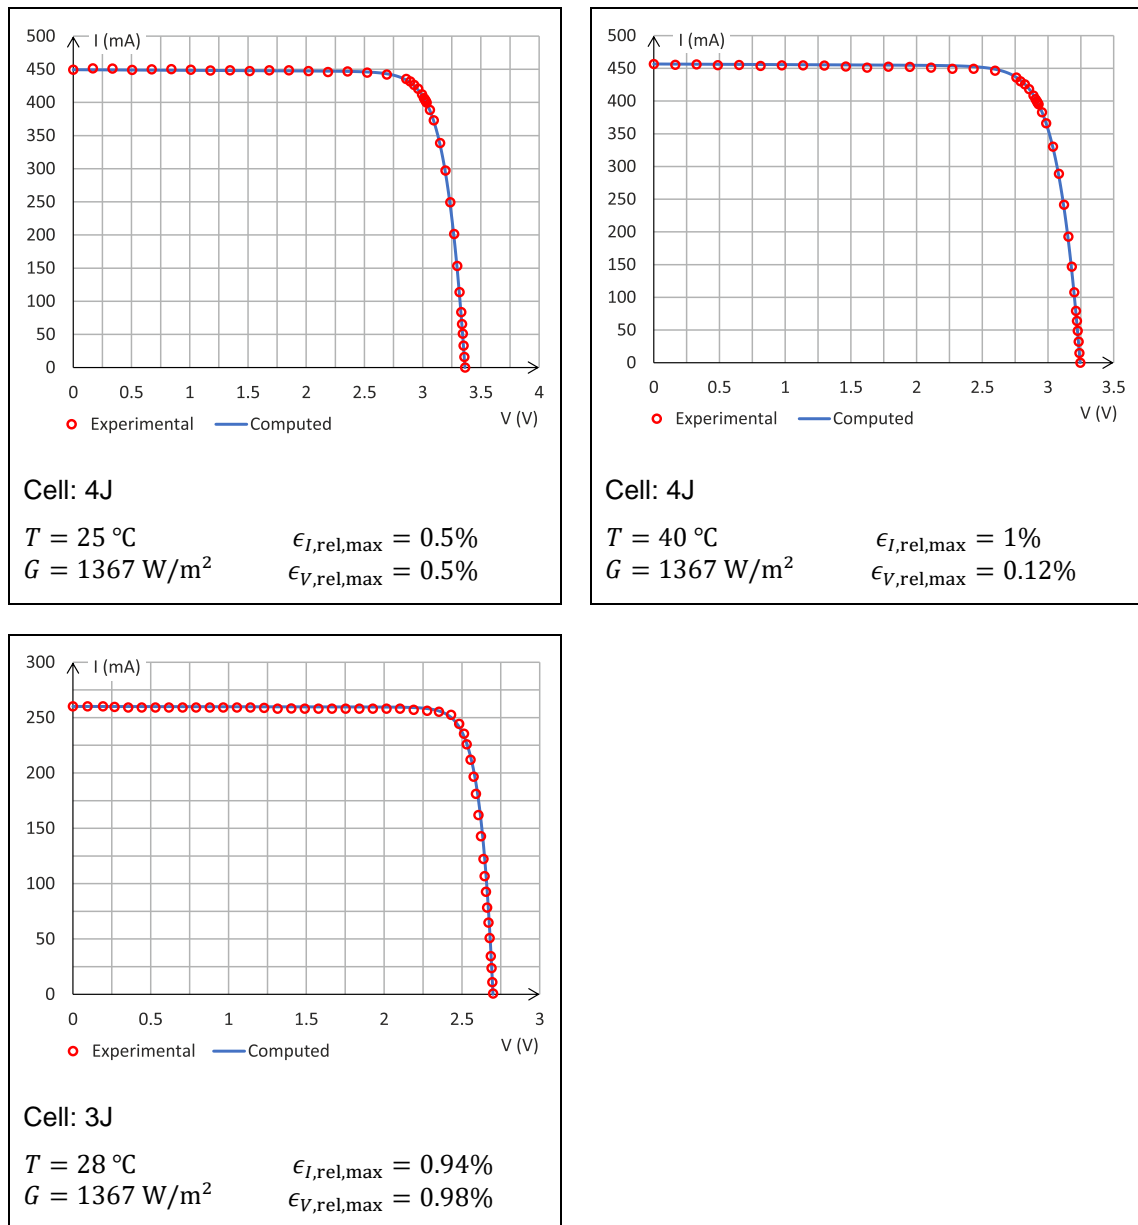 I (mA)
500
450
400
350
300
250
200
150
100
50
0
0 0.5 1 1.5 2 2.5 3 3.5 4
V (V)
Experimental Computed
Cell: 4J
T = 25 °C ϵI,rel,max = 0.5%
G = 1367 W/m² ϵV,rel,max = 0.5%
I (mA)
500
450
400
350
300
250
200
150
100
50
0
0 0.5 1 1.5 2 2.5 3 3.5
V (V)
Experimental Computed
Cell: 4J
T = 40 °C ϵI,rel,max = 1%
G = 1367 W/m² ϵV,rel,max = 0.12%
I (mA)
300
250
200
150
100
50
0
0 0.5 1 1.5 2 2.5 3
V (V)
Experimental Computed
Cell: 3J
T = 28 °C ϵI,rel,max = 0.94%
G = 1367 W/m² ϵV,rel,max = 0.98%